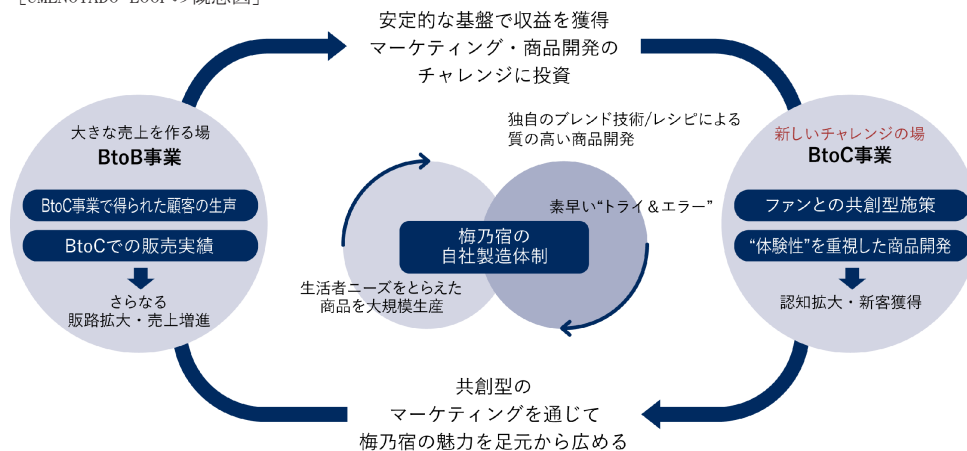 安定的な基盤で収益を獲得
マーケティング・商品開発の
チャレンジに投資
大きな売上を作る場
BtoB事業
BtoC事業で得られた顧客の生声
BtoCでの販売実績
さらなる
販路拡大・売上増進
独自のブレンド技術/レシピによる
質の高い商品開発
素早い“トライ＆エラー”
梅乃宿の
自社製造体制
生活者ニーズをとらえた
商品を大規模生産
新しいチャレンジの場
BtoC事業
ファンとの共創型施策
“体験性”を重視した商品開発
認知拡大・新客獲得
共創型の
マーケティングを通じて
梅乃宿の魅力を足元から広める